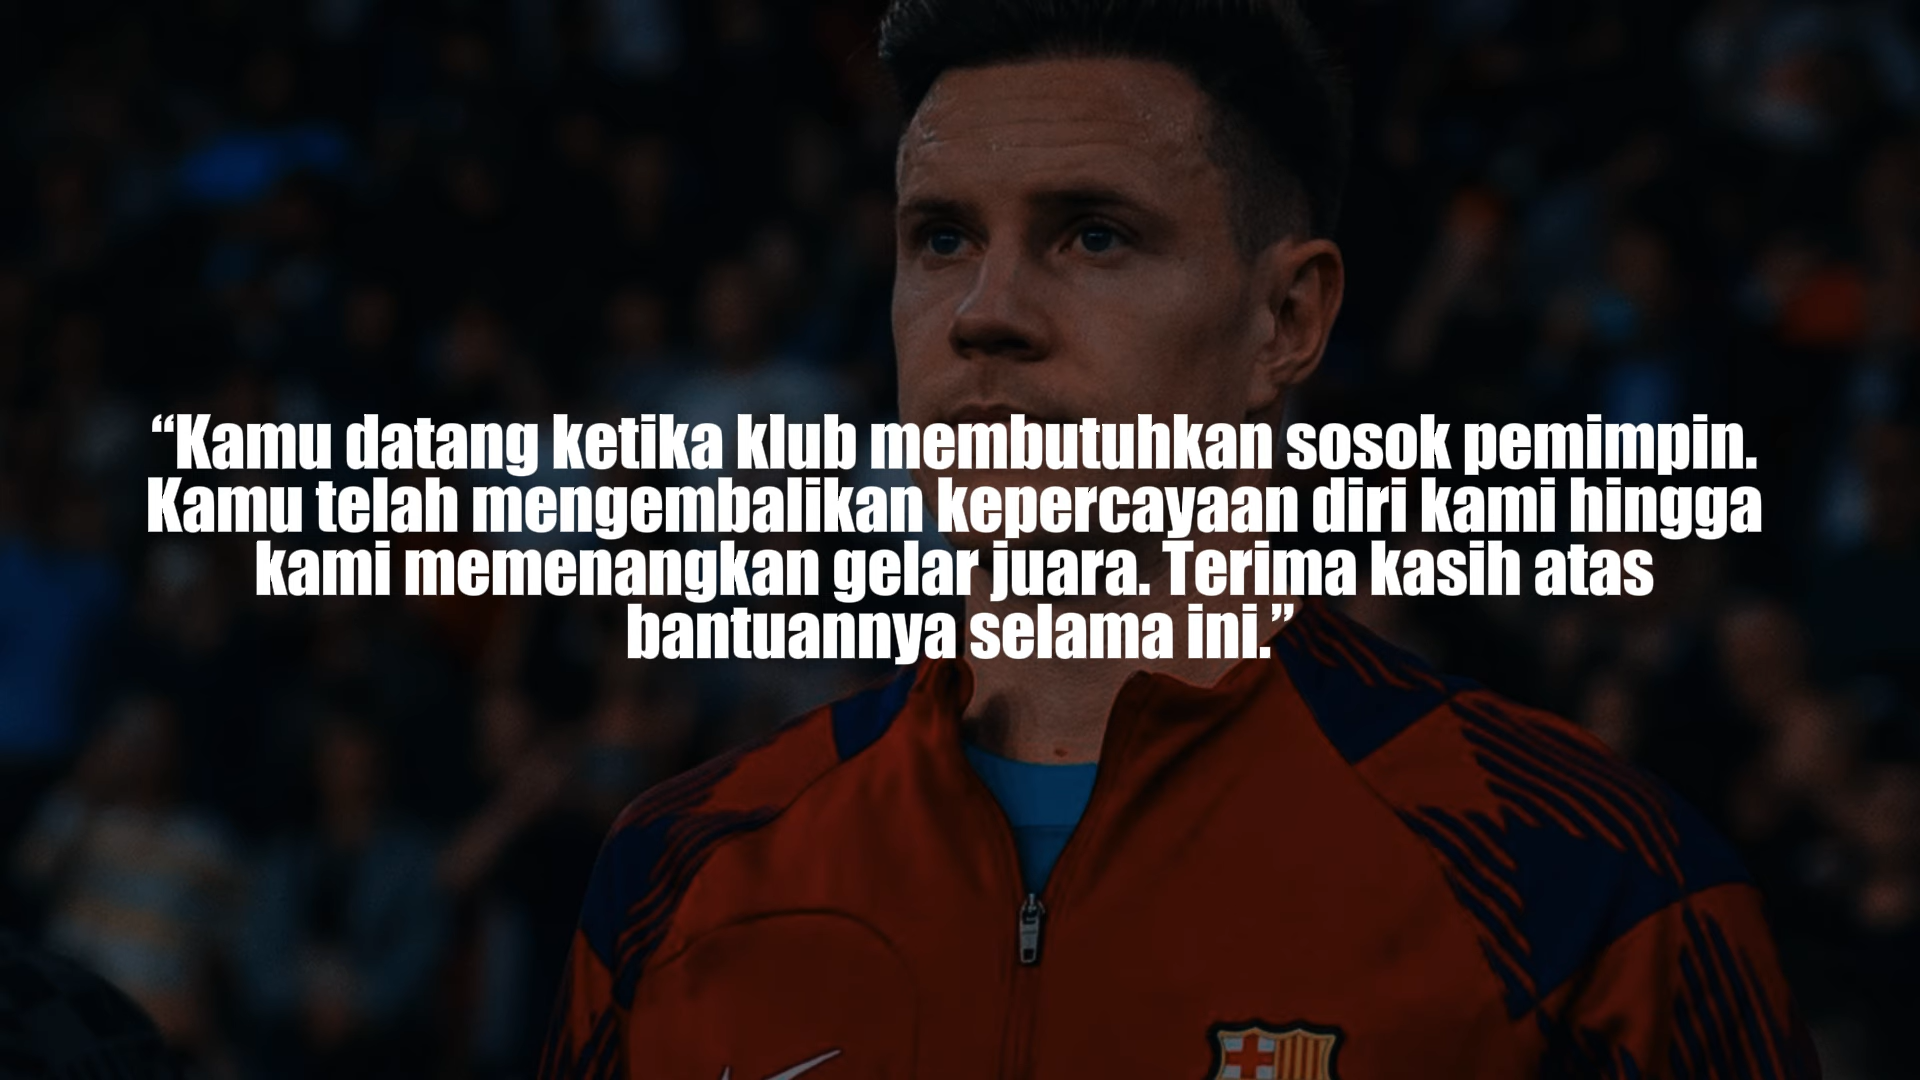 “Kamu datang ketika klub membutuhkan sosok pemimpin.
Kamu telah mengembalikan kepercayaan diri kami hingga
kami memenangkan gelar juara. Terima kasih atas
bantuannya selama ini.”